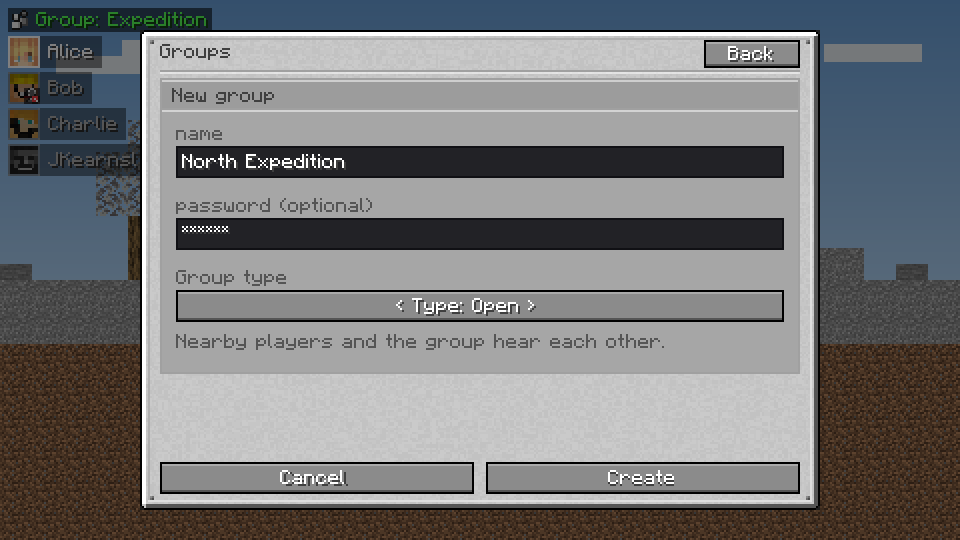 Group: Expedition
Alice
Bob
Charlie
Groups
Back
New group
name
North Expedition
password (optional)
******
Group type
< Type: Open >
Nearby players and the group hear each other.
Cancel
Create